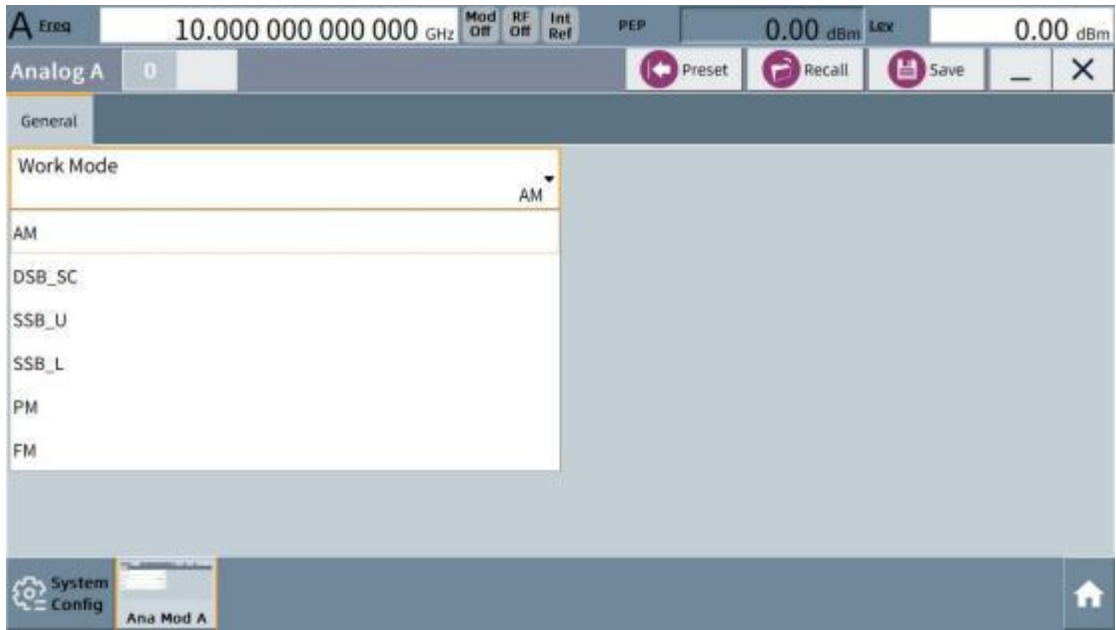 A Freq 10.000 000 000 000 GHz Mod Off RF Off Int Ref PEP 0.00 dBm Lex 0.00 dBm
Analog A 0 Preset Recall Save
General
Work Mode
AM
AM
DSB_SC
SSB_U
SSB_L
PM
FM
System Config
Ana Mod A